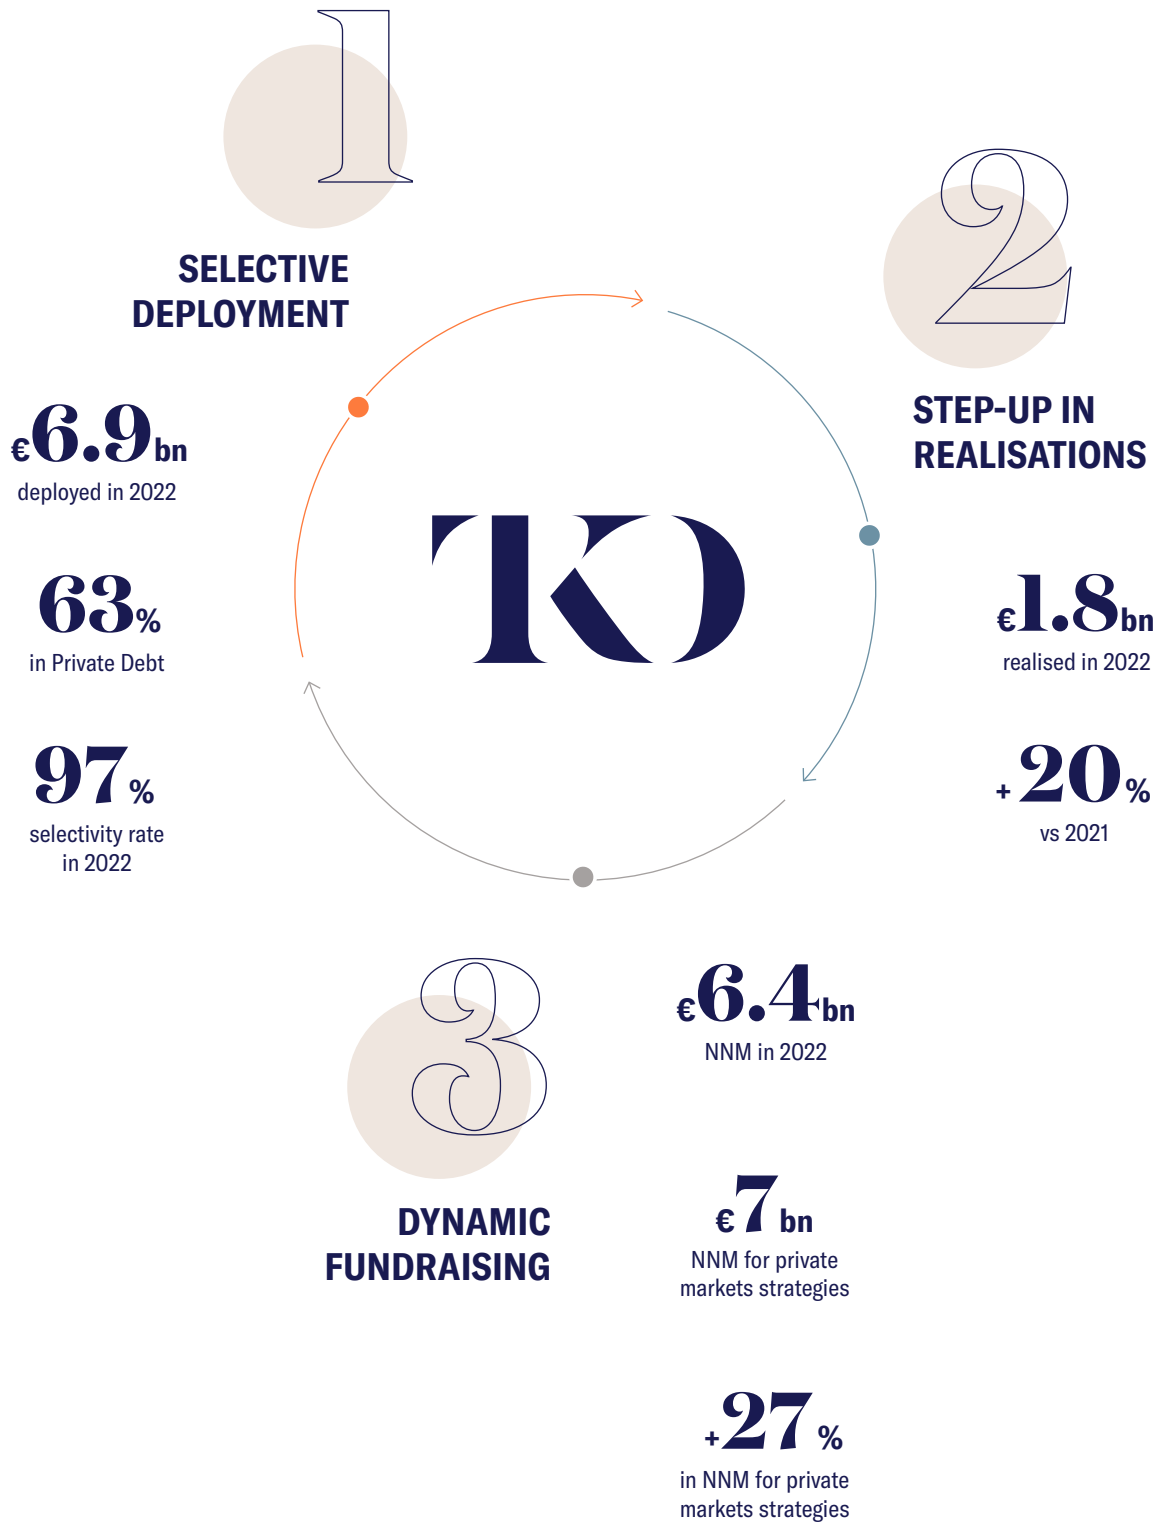 1
SELECTIVE
DEPLOYMENT
€6.9bn
deployed in 2022
63%
in Private Debt
97%
selectivity rate
in 2022
2
STEP-UP IN
REALISATIONS
€1.8bn
realised in 2022
+20%
vs 2021
TKO
3
DYNAMIC
FUNDRAISING
€6.4bn
NNM in 2022
€7bn
NNM for private
markets strategies
+27%
in NNM for private
markets strategies